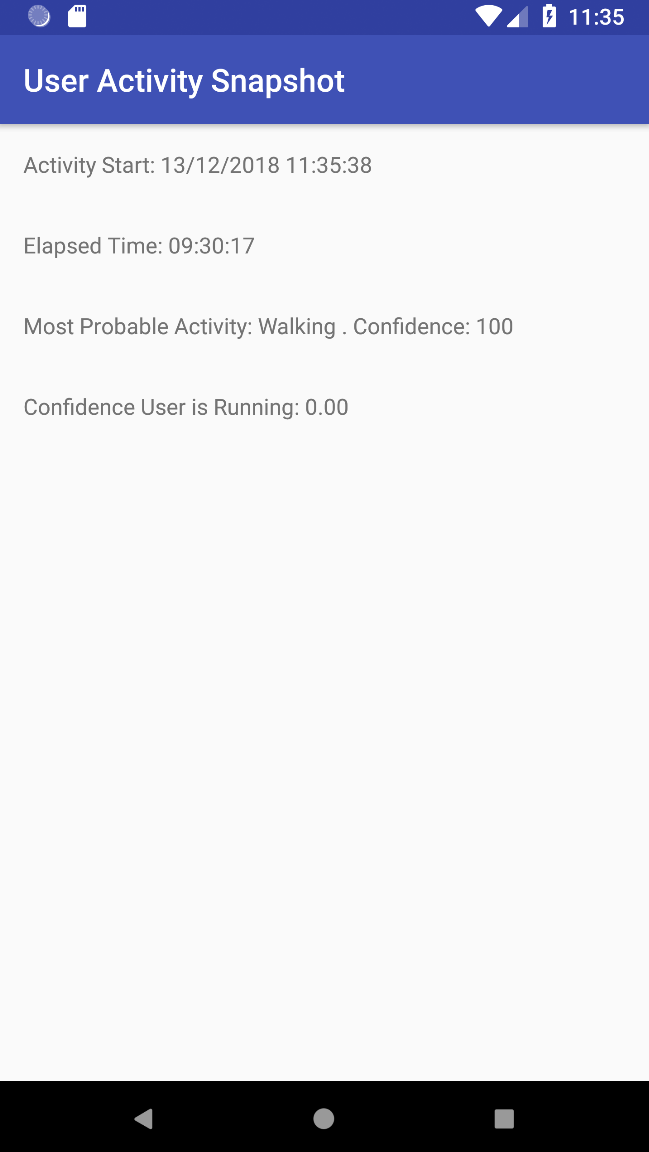 11:35
User Activity Snapshot
Activity Start: 13/12/2018 11:35:38
Elapsed Time: 09:30:17
Most Probable Activity: Walking . Confidence: 100
Confidence User is Running: 0.00